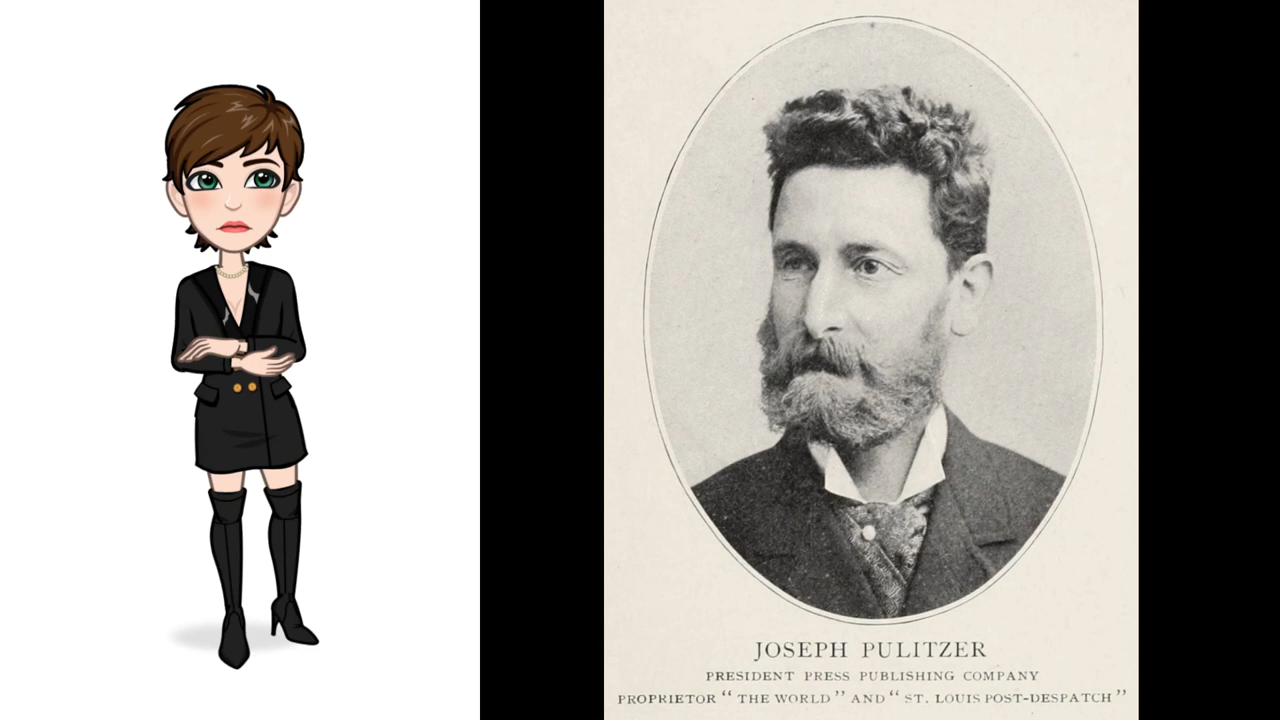 JOSEPH PULITZER
PRESIDENT PRESS PUBLISHING COMPANY
PROPRIETOR “THE WORLD” AND “ST. LOUIS POST-DESPATCH”